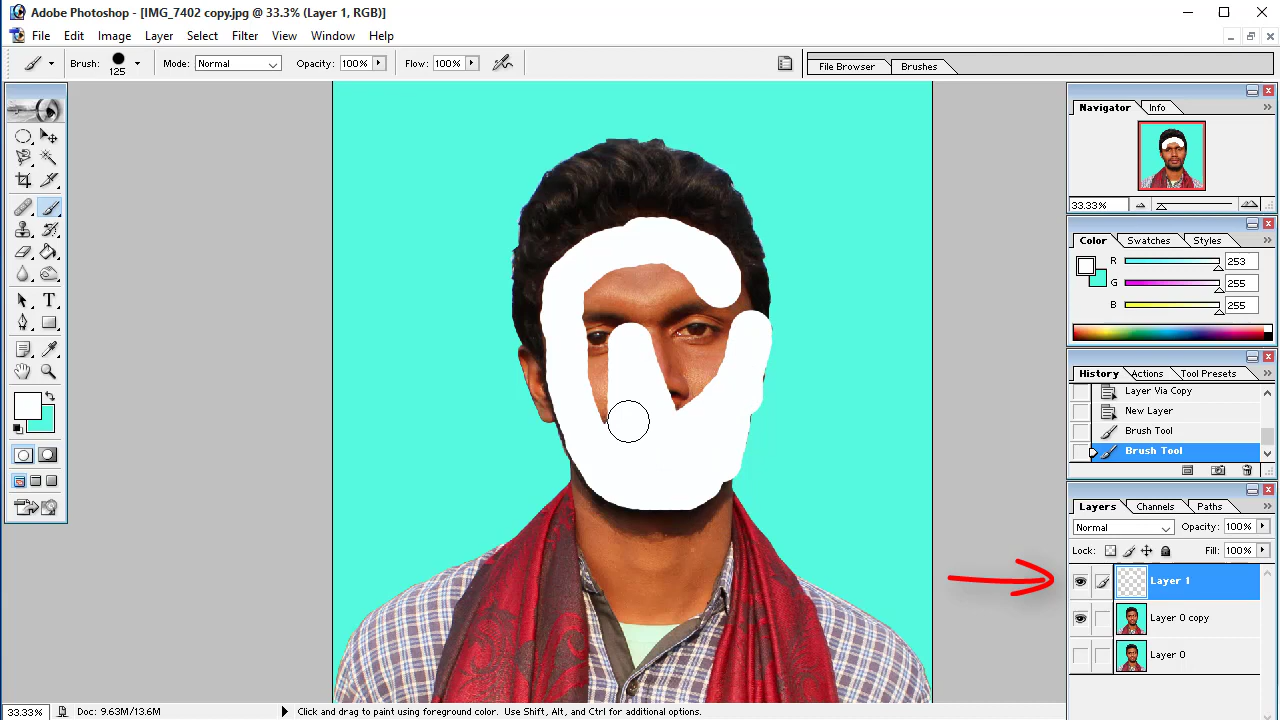 Adobe Photoshop - [IMG_7402 copy.jpg @ 33.3% (Layer 1, RGB)]
File Edit Image Layer Select Filter View Window Help
Brush: 125 Mode: Normal Opacity: 100% Flow: 100% File Browser Brushes
Navigator Info
33.33%
Color Swatches Styles
R 253
G 255
B 255
History Actions Tool Presets
Layer Via Copy
New Layer
Brush Tool
Brush Tool
Layers Channels Paths
Normal Opacity: 100%
Lock: Fill: 100%
Layer 1
Layer 0 copy
Layer 0
T
33.33% Doc: 9.63M/13.6M Click and drag to paint using foreground color. Use Shift, Alt, and Ctrl for additional options.